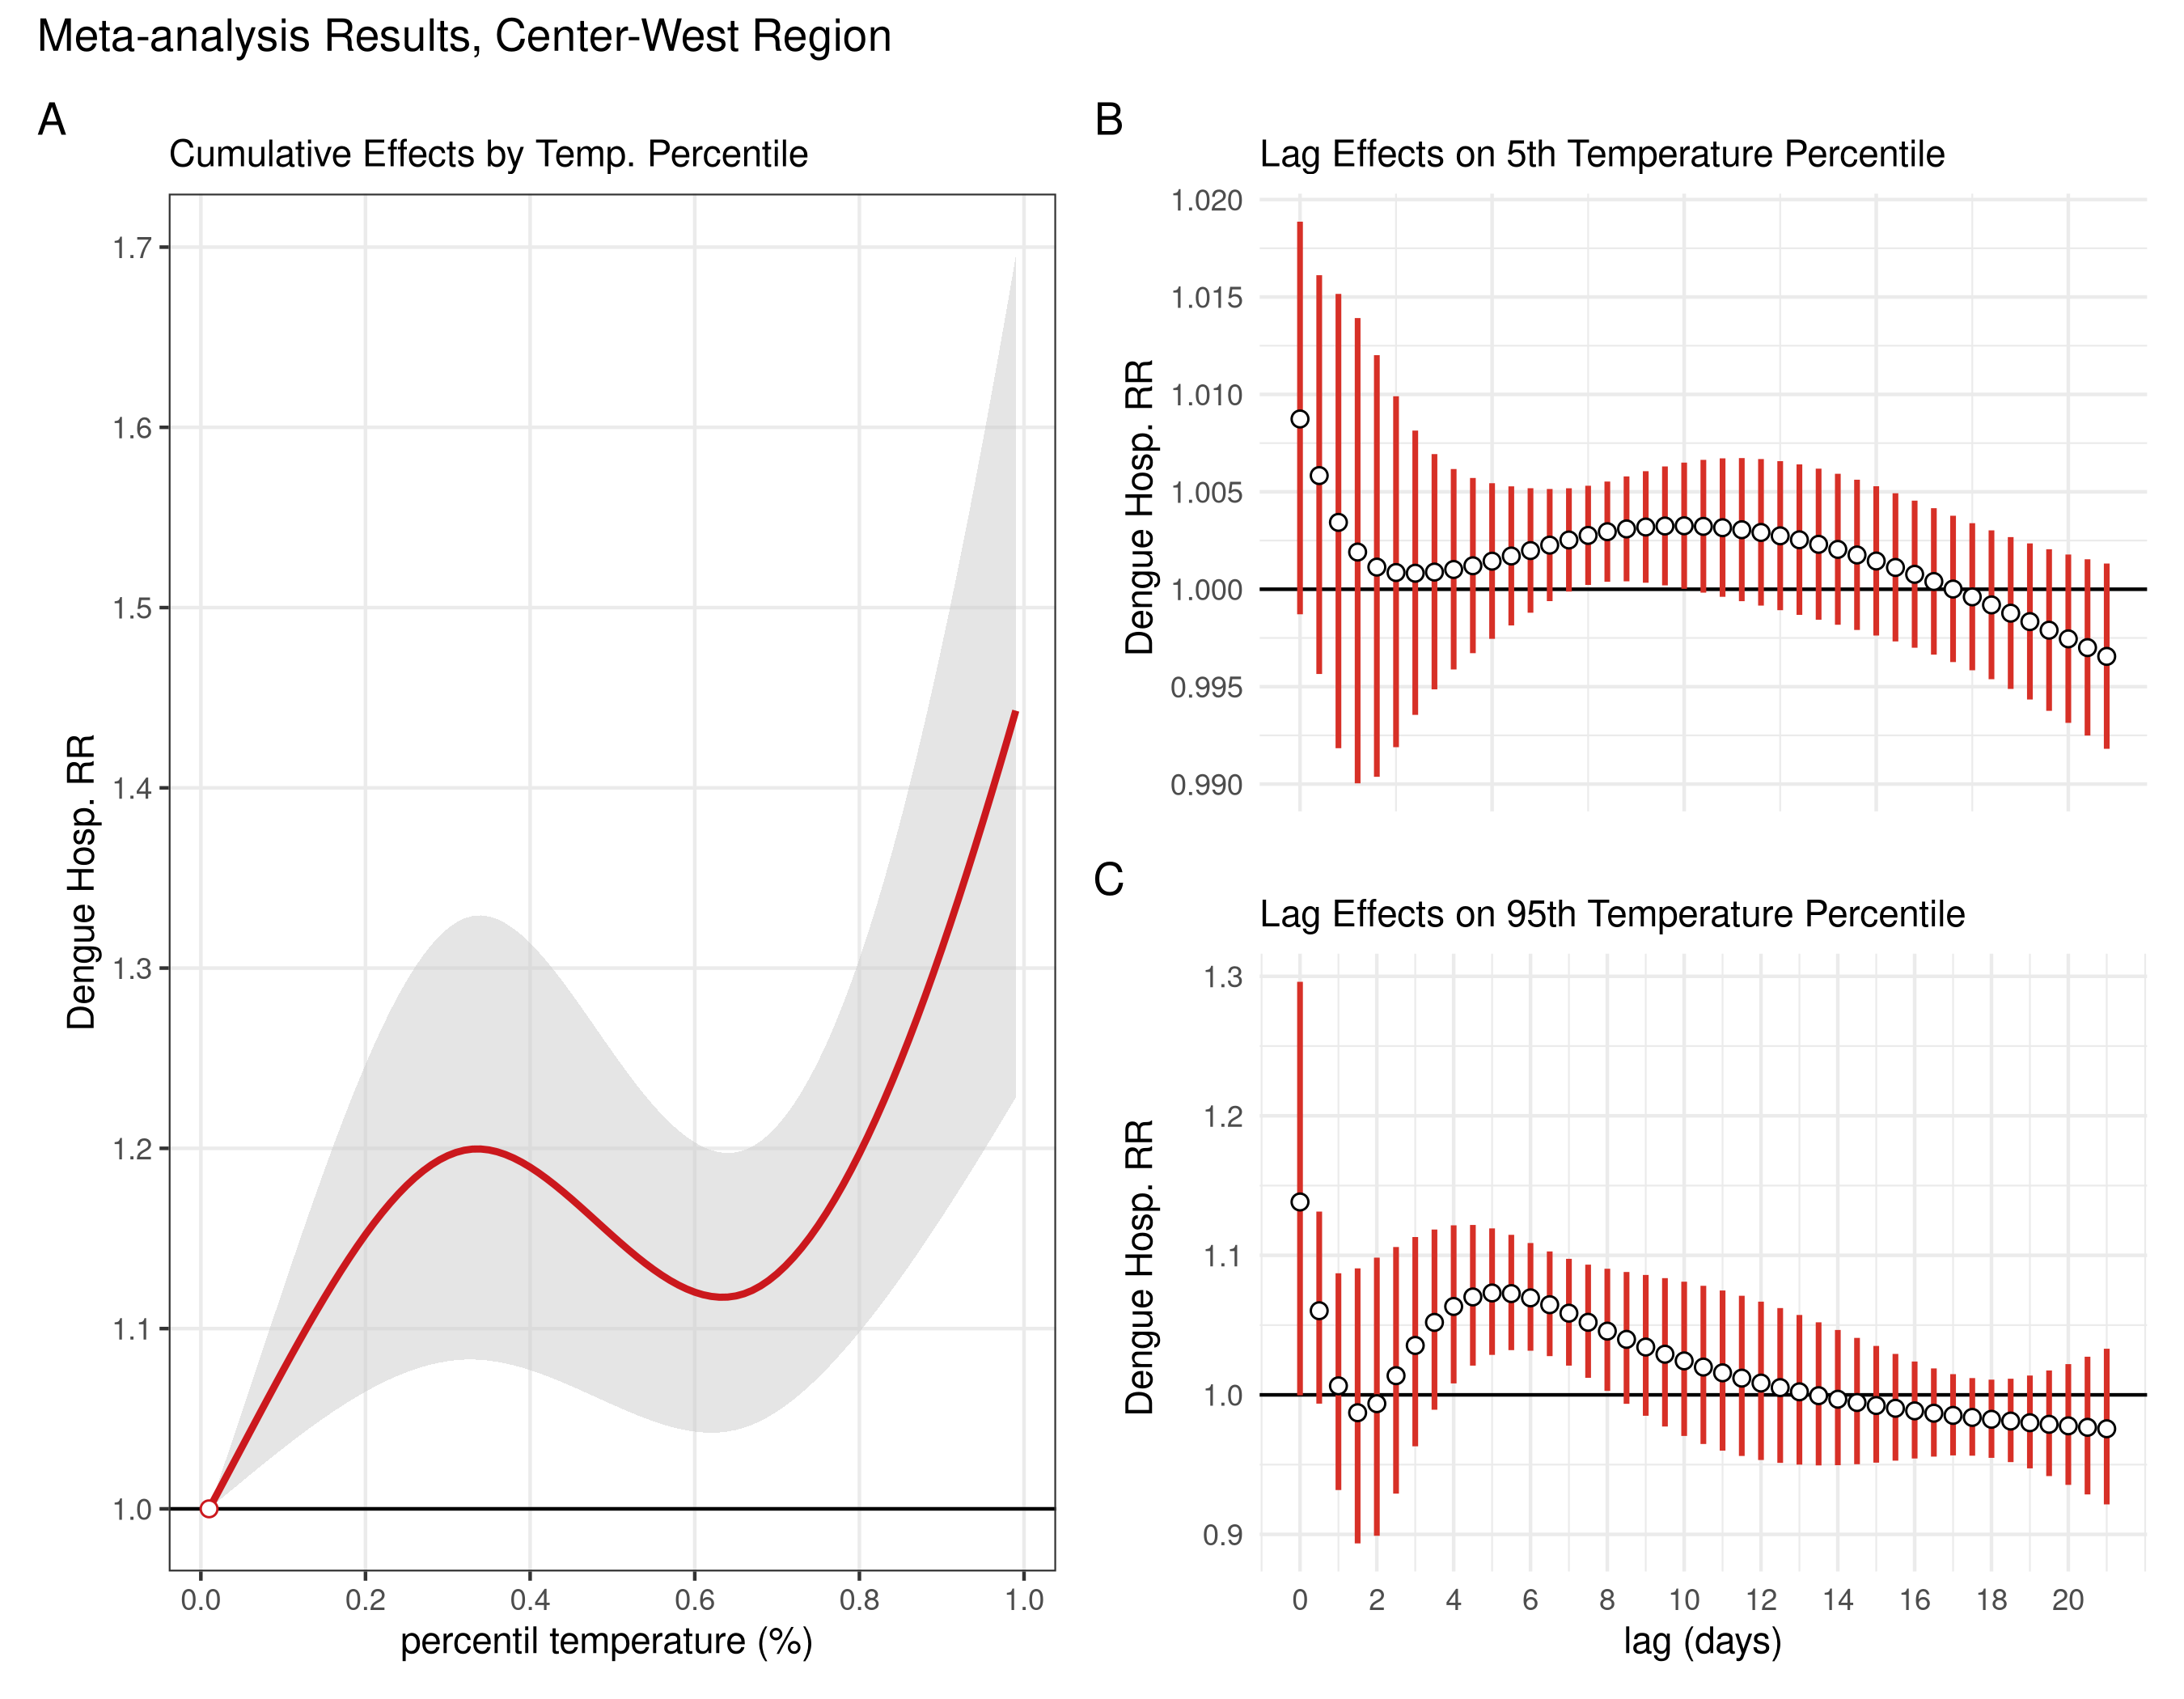 Meta-analysis Results, Center-West Region
A
Cumulative Effects by Temp. Percentile
Dengue Hosp. RR
1.7
1.6
1.5
1.4
1.3
1.2
1.1
1.0
0.0 0.2 0.4 0.6 0.8 1.0
percentil temperature (%)
B
Lag Effects on 5th Temperature Percentile
Dengue Hosp. RR
1.020
1.015
1.010
1.005
1.000
0.995
0.990
C
Lag Effects on 95th Temperature Percentile
Dengue Hosp. RR
1.3
1.2
1.1
1.0
0.9
0 2 4 6 8 10 12 14 16 18 20
lag (days)